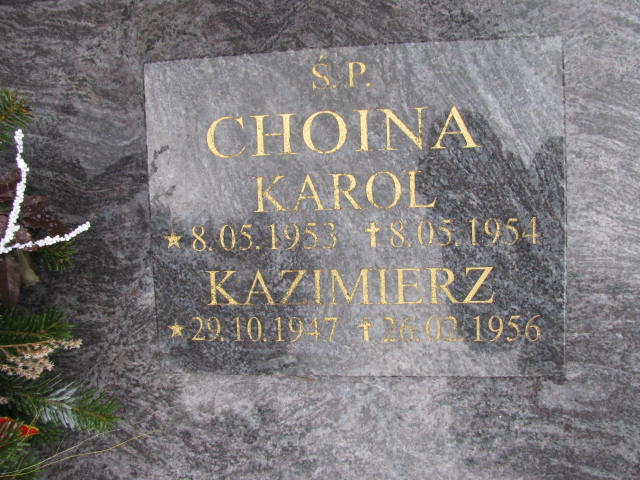 Ś.P.
CHOINA
KAROL
★8.05.1953 ✝8.05.1954
KAZIMIERZ
★29.10.1947 ✝26.02.1956